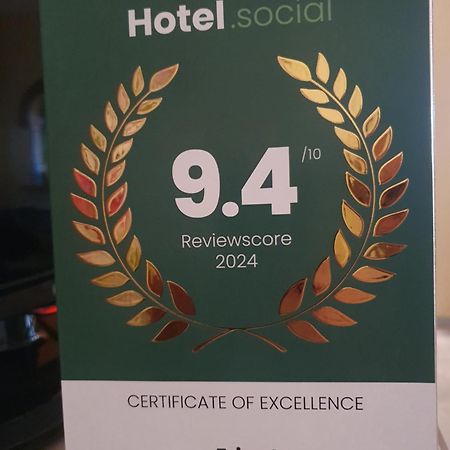 Hotel.social
9.4/10
Reviewscore
2024
CERTIFICATE OF EXCELLENCE